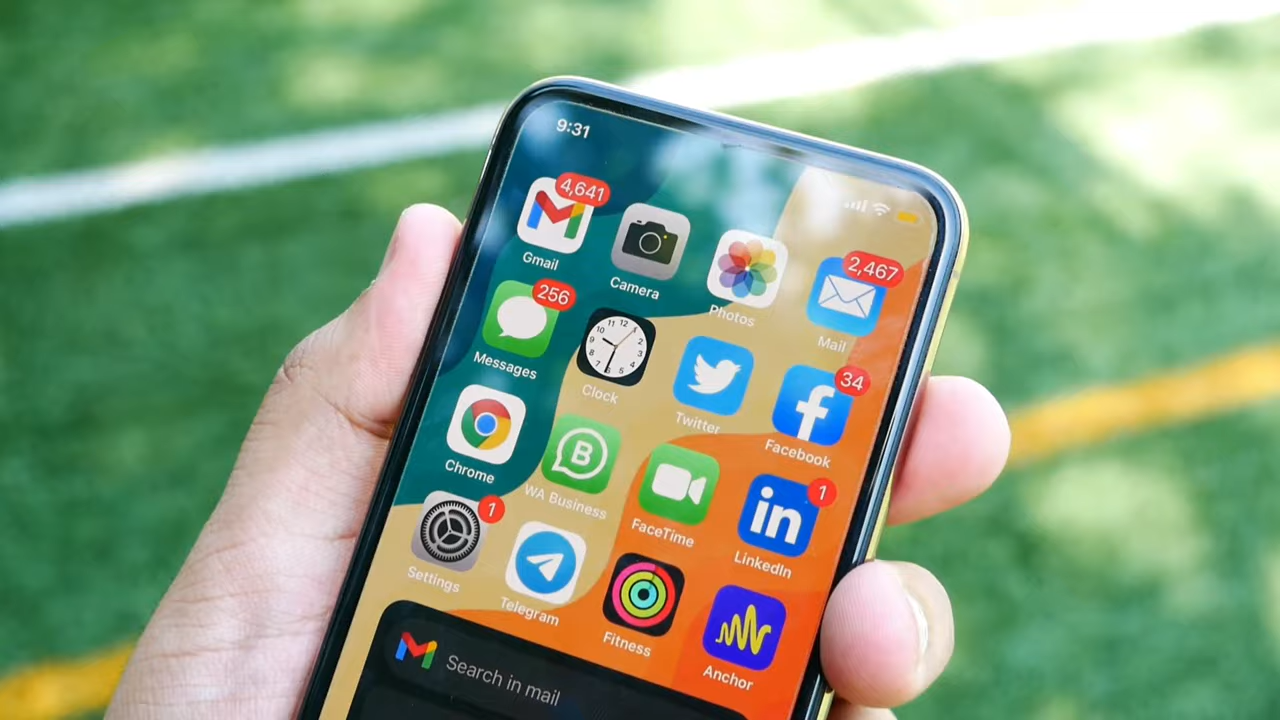 9:31
4,641
2,467
Gmail
Camera
Photos
Mail
256
34
Messages
Clock
Twitter
Facebook
B
f
1
Chrome
WA Business
FaceTime
in
LinkedIn
1
Settings
Telegram
Fitness
Anchor
Search in mail